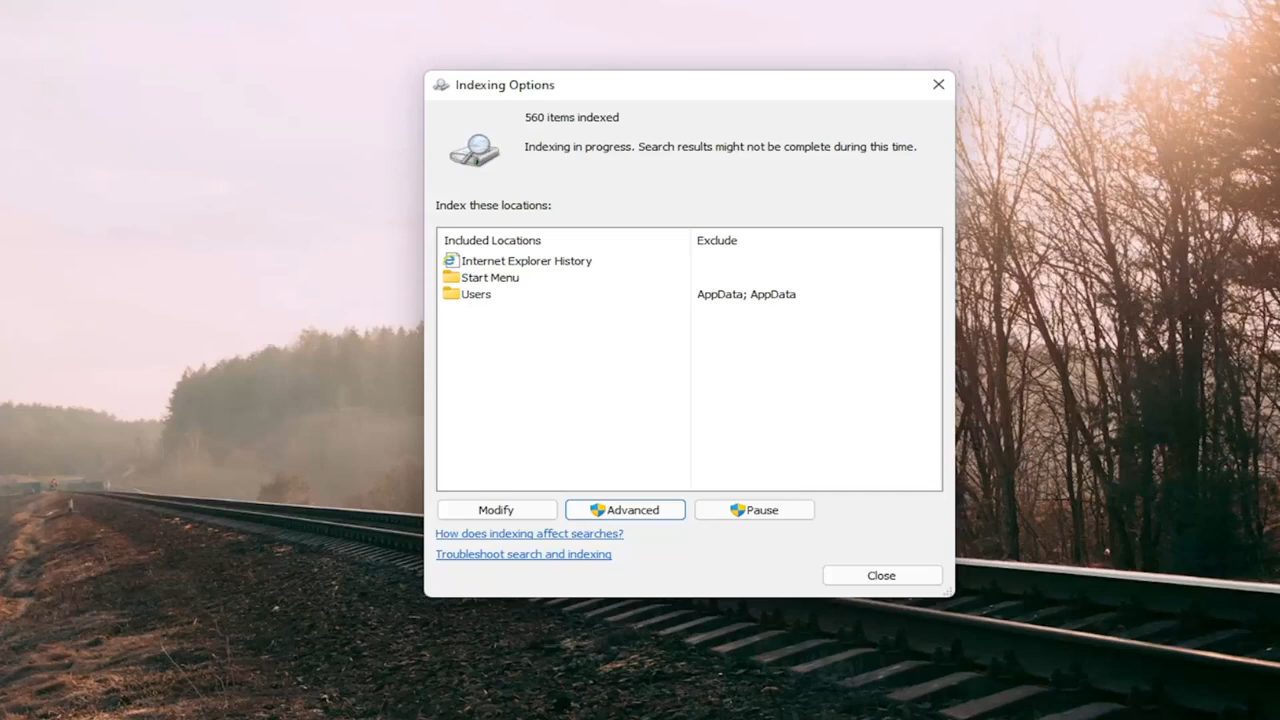 Indexing Options
560 items indexed
Indexing in progress. Search results might not be complete during this time.
Index these locations:
Included Locations Exclude
Internet Explorer History
Start Menu
Users AppData; AppData
Modify Advanced Pause
How does indexing affect searches?
Troubleshoot search and indexing
Close